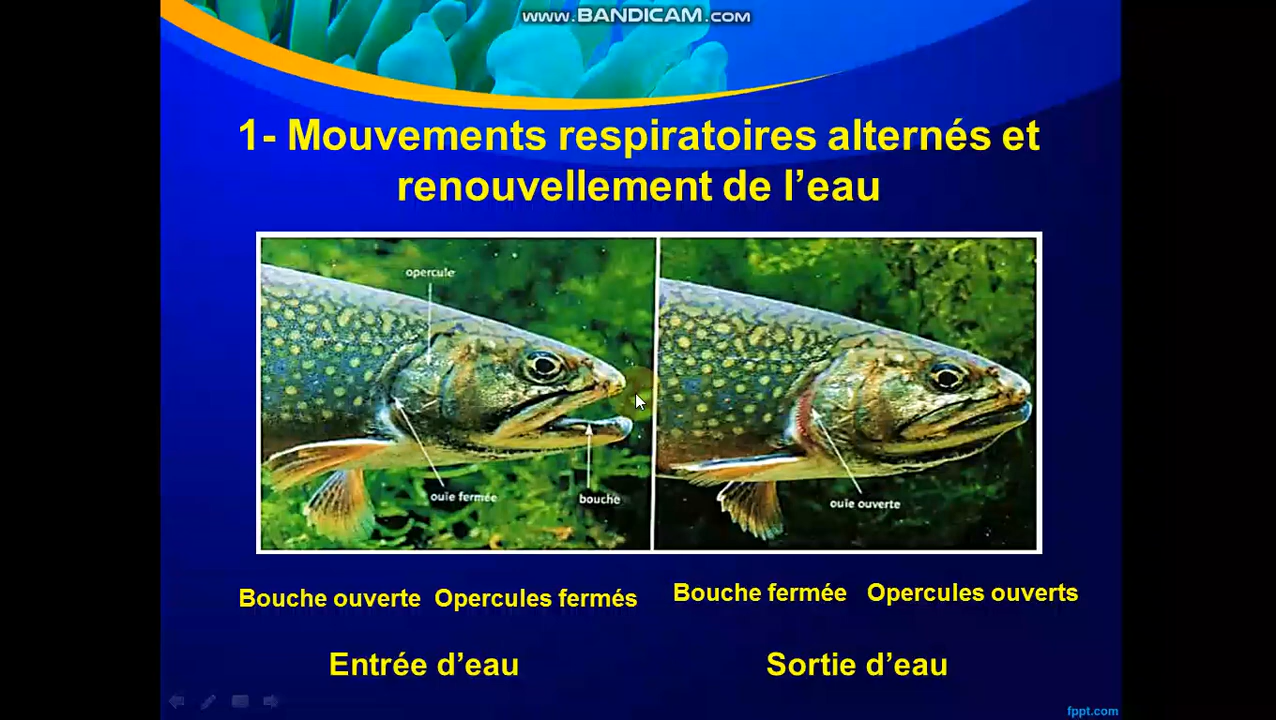 www.BANDICAM.com
1- Mouvements respiratoires alternés et
renouvellement de l’eau
opercule
ouïe fermée
bouche
ouïe ouverte
Bouche ouverte Opercules fermés
Bouche fermée Opercules ouverts
Entrée d’eau
Sortie d’eau
fppt.com